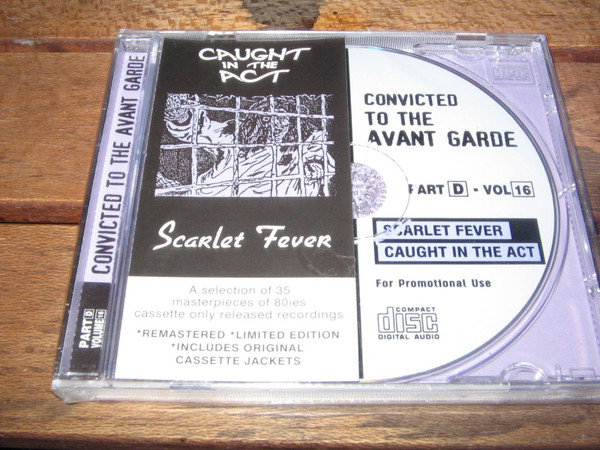 CONVICTED TO THE AVANT GARDE
PART D
VOLUME 16
CAUGHT
IN THE
ACT
Scarlet Fever
A selection of 35
masterpieces of 80ies
cassette only released recordings
*REMASTERED *LIMITED EDITION
*INCLUDES ORIGINAL
CASSETTE JACKETS
CONVICTED
TO THE
AVANT GARDE
PART D - VOL 16
SCARLET FEVER
CAUGHT IN THE ACT
For Promotional Use
COMPACT
disc
DIGITAL AUDIO
disc